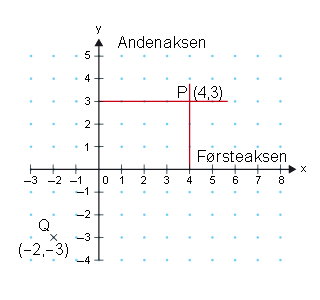 y
Andenaksen
5
4
P (4,3)
3
2
1
Førsteaksen
x
-3 -2 -1 0 1 2 3 4 5 6 7 8
-1
-2
Q
-3
(-2,-3)
-4